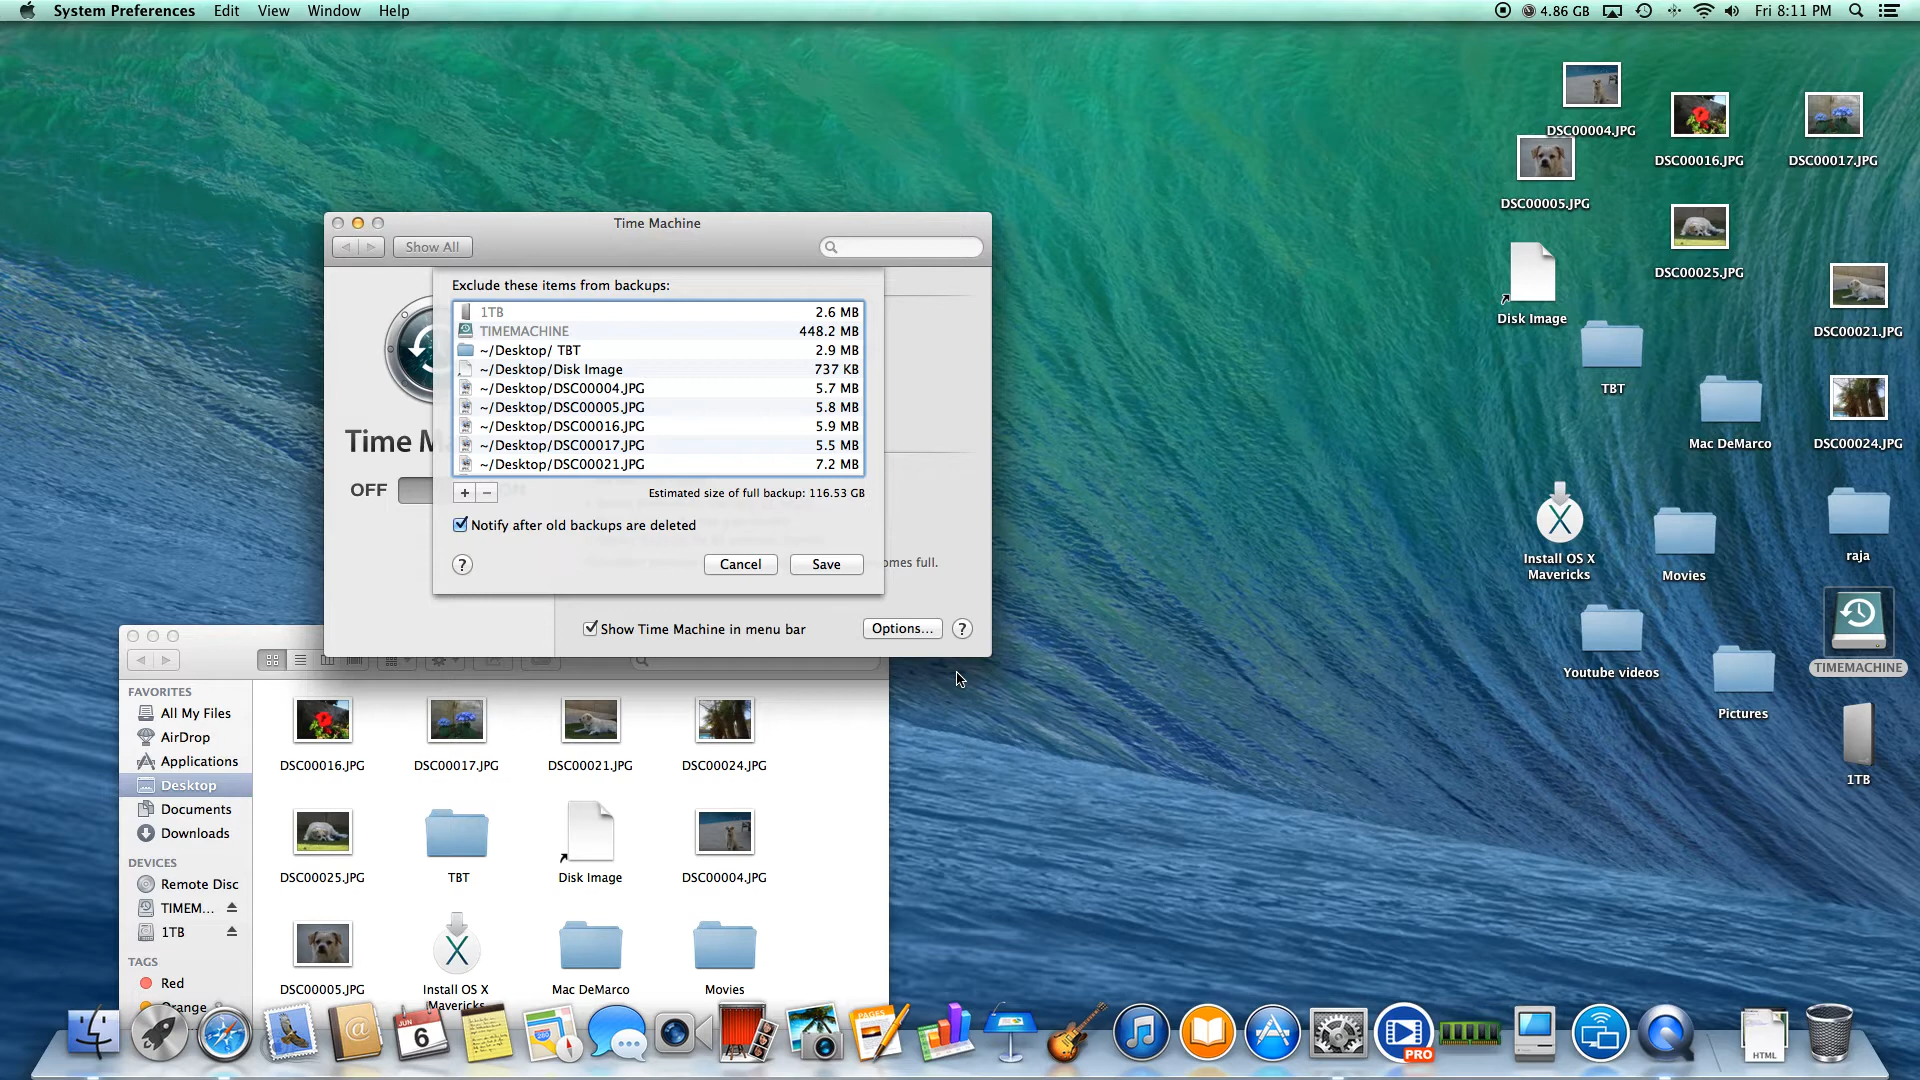 System Preferences Edit View Window Help 4.86 GB Fri 8:11 PM
DSC00004.JPG
DSC00016.JPG
DSC00017.JPG
DSC00005.JPG
DSC00025.JPG
Disk Image
DSC00021.JPG
TBT
Mac DeMarco
DSC00024.JPG
Install OS X
Mavericks
Movies
raja
Youtube videos
TIMEMACHINE
Pictures
1TB
Time Machine
Show All
Exclude these items from backups:
1TB 2.6 MB
TIMEMACHINE 448.2 MB
~/Desktop/ TBT 2.9 MB
~/Desktop/Disk Image 737 KB
~/Desktop/DSC00004.JPG 5.7 MB
~/Desktop/DSC00005.JPG 5.8 MB
~/Desktop/DSC00016.JPG 5.9 MB
~/Desktop/DSC00017.JPG 5.5 MB
~/Desktop/DSC00021.JPG 7.2 MB
Time M
OFF
+ − Estimated size of full backup: 116.53 GB
Notify after old backups are deleted
? Cancel Save
omes full.
Show Time Machine in menu bar Options... ?
FAVORITES
All My Files
AirDrop
Applications
Desktop
Documents
Downloads
DEVICES
Remote Disc
TIMEM...
1TB
TAGS
Red
Orange
DSC00016.JPG DSC00017.JPG DSC00021.JPG DSC00024.JPG
DSC00025.JPG TBT Disk Image DSC00004.JPG
DSC00005.JPG Install OS X Mac DeMarco Movies
Mavericks
JUN
6
PRO
HTML